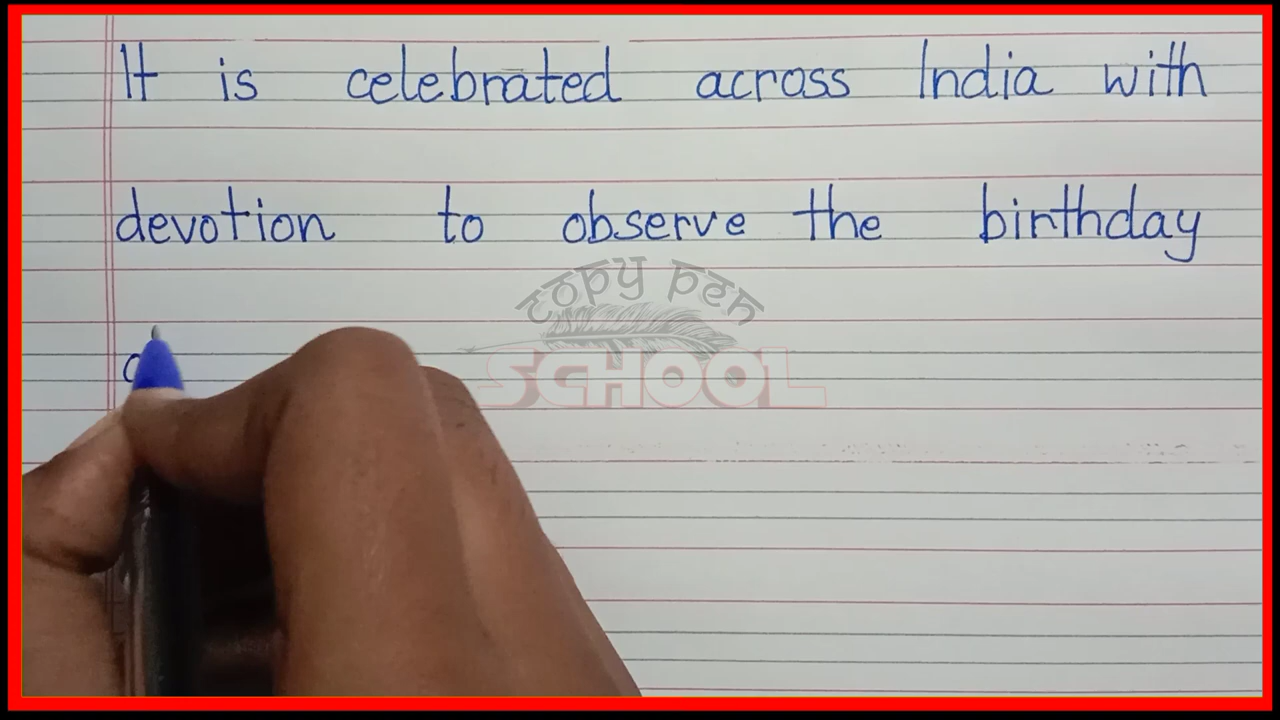 It is celebrated across India with
devotion to observe the birthday
copy pen
SCHOOL